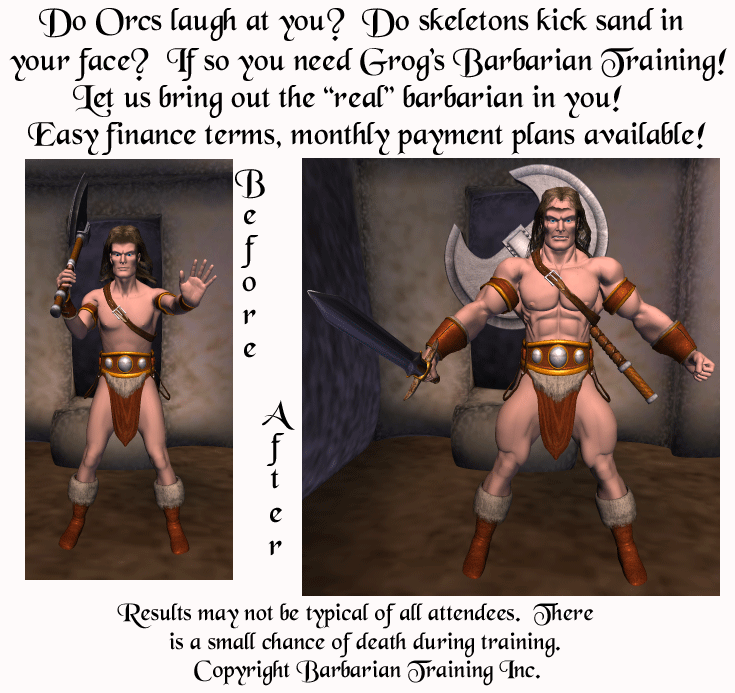 Do Orcs laugh at you?  Do skeletons kick sand in
your face?  If so you need Grog's Barbarian Training!
Let us bring out the “real” barbarian in you!
Easy finance terms, monthly payment plans available!
Before
After
Results may not be typical of all attendees.  There
is a small chance of death during training.
Copyright Barbarian Training Inc.